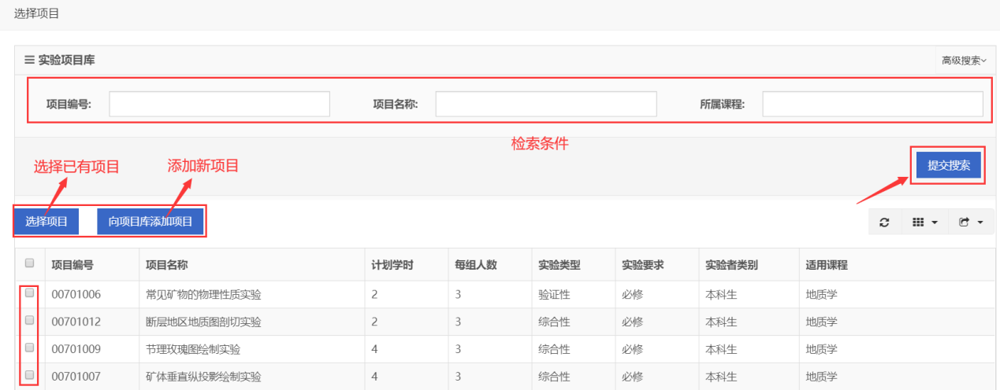 选择项目
实验项目库
高级搜索
项目编号: 项目名称: 所属课程:
检索条件
选择已有项目 添加新项目
提交搜索
选择项目 向项目库添加项目
项目编号 项目名称 计划学时 每组人数 实验类型 实验要求 实验者类别 适用课程
00701006 常见矿物的物理性质实验 2 3 验证性 必修 本科生 地质学
00701012 断层地区地质图剖切实验 2 3 综合性 必修 本科生 地质学
00701009 节理玫瑰图绘制实验 4 3 综合性 必修 本科生 地质学
00701007 矿体垂直纵投影绘制实验 4 3 综合性 必修 本科生 地质学